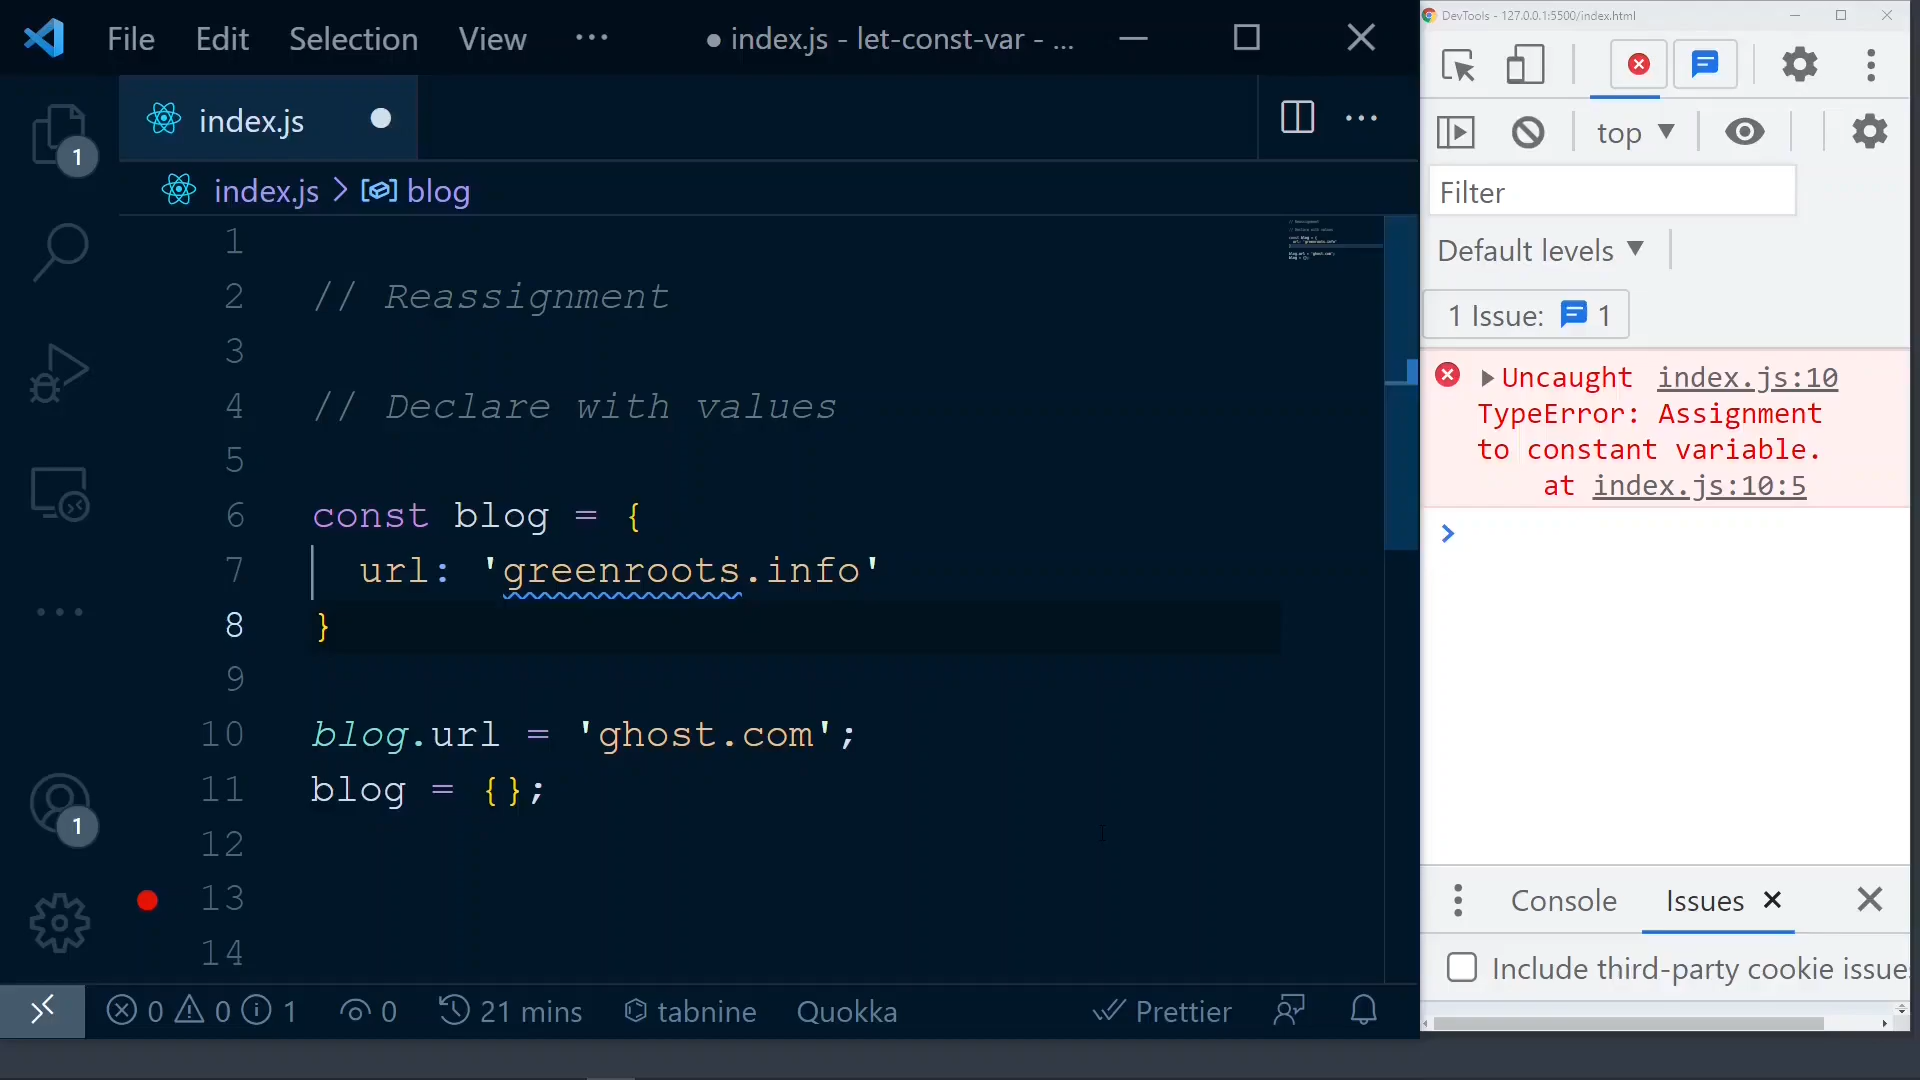 File Edit Selection View ··· ● index.js - let-const-var - ...
index.js
index.js > blog
1
2 // Reassignment
3
4 // Declare with values
5
6 const blog = {
7 url: 'greenroots.info'
8 }
9
10 blog.url = 'ghost.com';
11 blog = {};
12
13
14
1
1
0 0 1 0 21 mins tabnine Quokka Prettier
DevTools - 127.0.0.1:5500/index.html
top
Filter
Default levels
1 Issue: 1
Uncaught index.js:10
TypeError: Assignment
to constant variable.
at index.js:10:5
Console Issues
Include third-party cookie issue